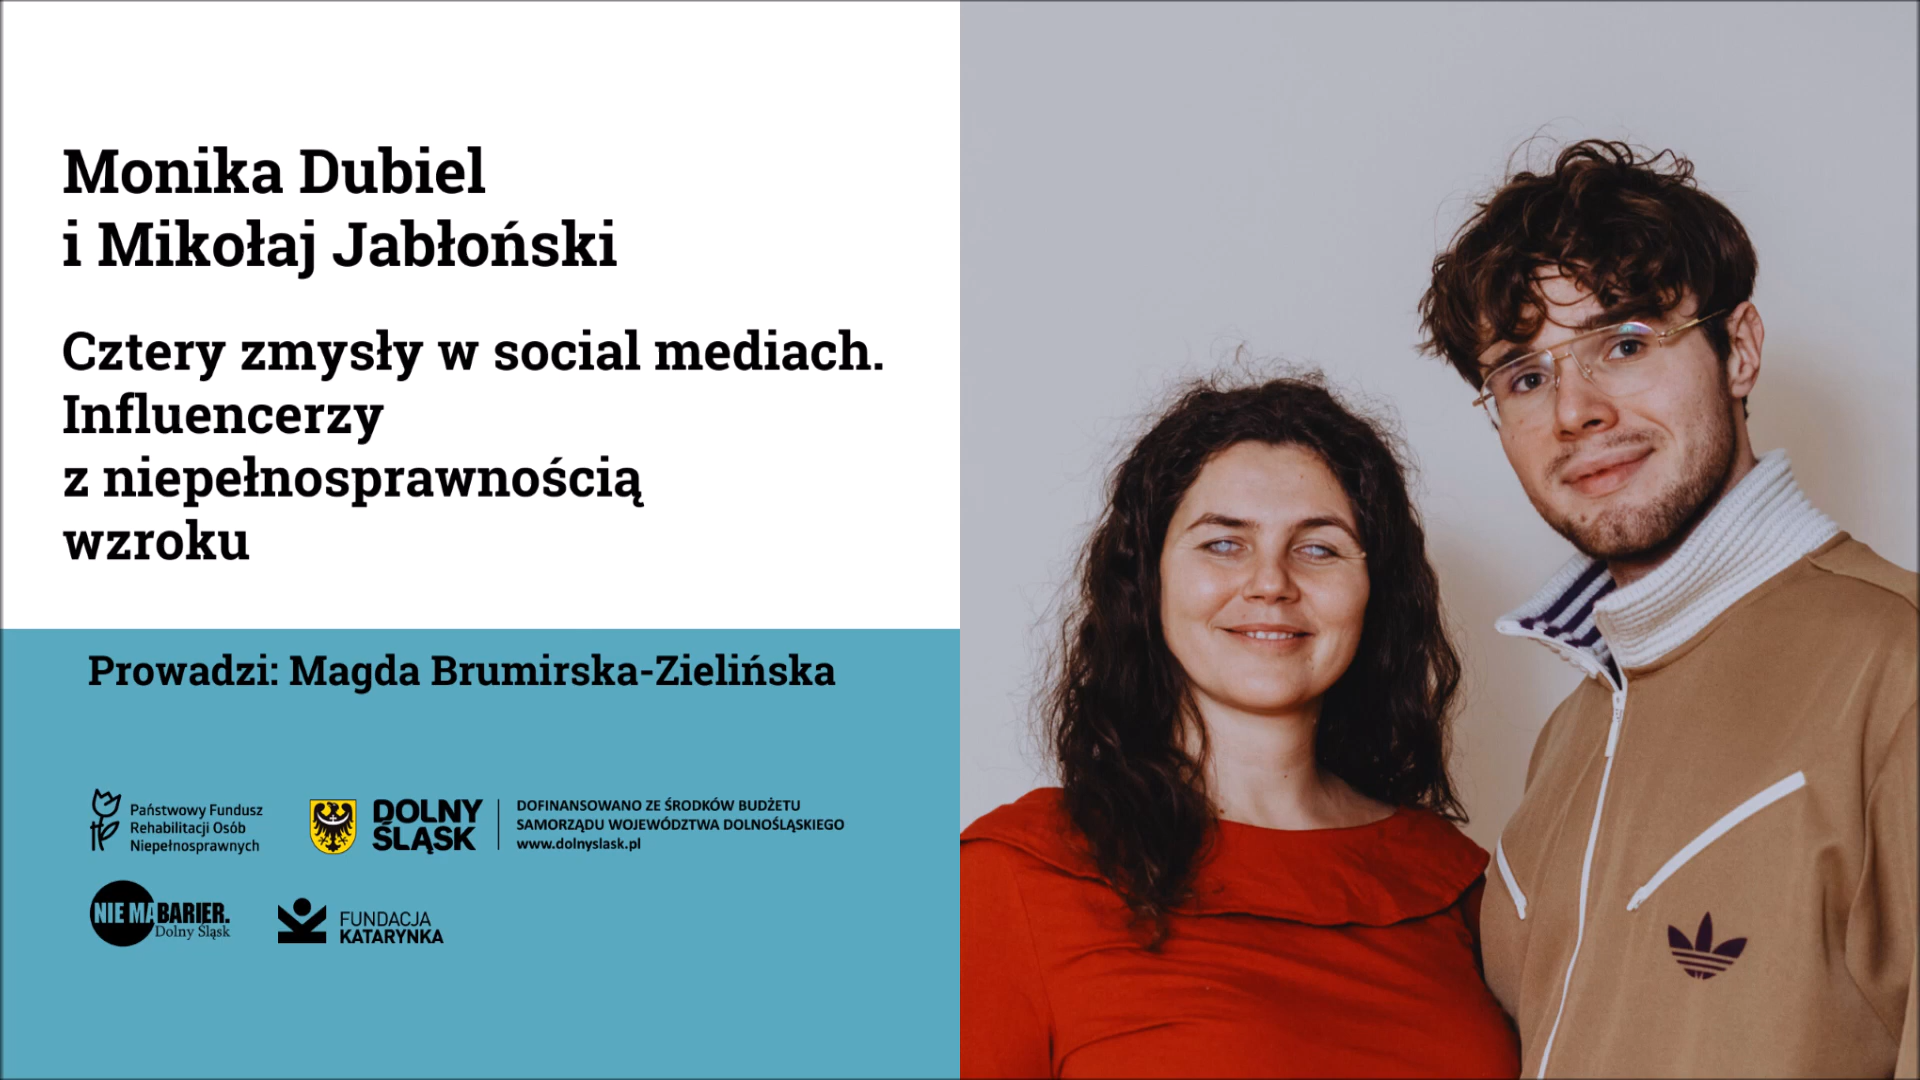 Monika Dubiel
i Mikołaj Jabłoński
Cztery zmysły w social mediach.
Influencerzy
z niepełnosprawnością
wzroku
Prowadzi: Magda Brumirska-Zielińska
Państwowy Fundusz
Rehabilitacji Osób
Niepełnosprawnych
DOLNY
ŚLĄSK
DOFINANSOWANO ZE ŚRODKÓW BUDŻETU
SAMORZĄDU WOJEWÓDZTWA DOLNOŚLĄSKIEGO
www.dolnyslask.pl
NIE MA BARIER.
Dolny Śląsk
FUNDACJA
KATARYNKA